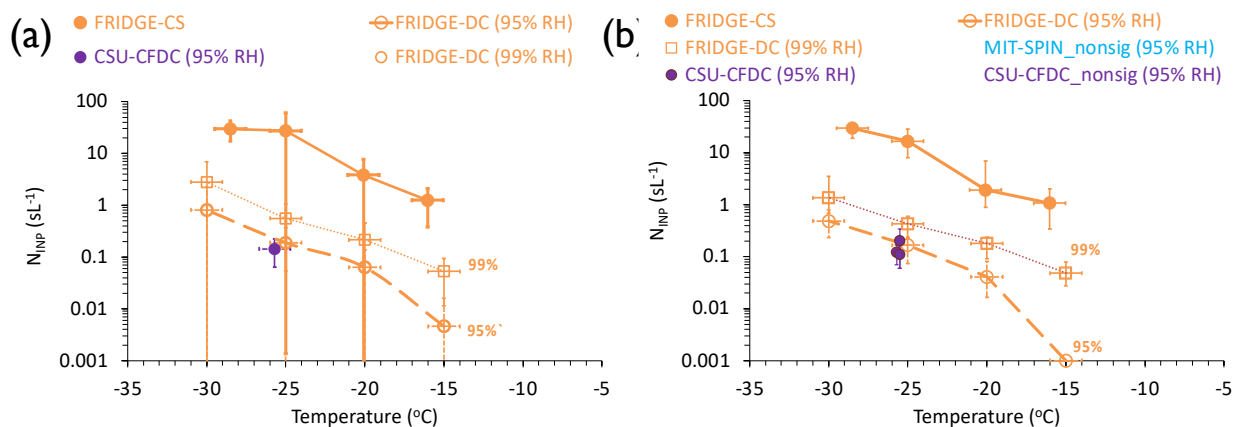 (a)
FRIDGE-CS
FRIDGE-DC (95% RH)
CSU-CFDC (95% RH)
FRIDGE-DC (99% RH)
N_INP (sL⁻¹)
100
10
1
0.1
0.01
0.001
99%
95%`
-35
-30
-25
-20
-15
-10
-5
Temperature (ᵒC)
(b)
FRIDGE-CS
FRIDGE-DC (95% RH)
FRIDGE-DC (99% RH)
MIT-SPIN_nonsig (95% RH)
CSU-CFDC (95% RH)
CSU-CFDC_nonsig (95% RH)
N_INP (sL⁻¹)
100
10
1
0.1
0.01
0.001
99%
95%
-35
-30
-25
-20
-15
-10
-5
Temperature (ᵒC)